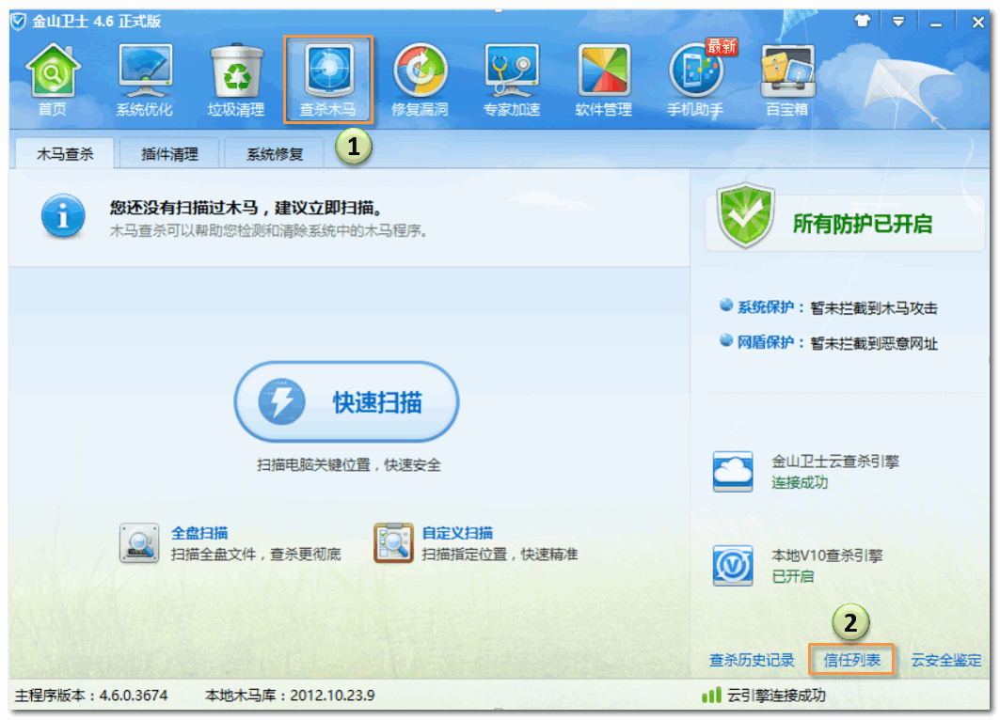 金山卫士 4.6 正式版
最新
首页 系统优化 垃圾清理 查杀木马 修复漏洞 专家加速 软件管理 手机助手 百宝箱
1
木马查杀 插件清理 系统修复
您还没有扫描过木马，建议立即扫描。
木马查杀可以帮助您检测和清除系统中的木马程序。
所有防护已开启
系统保护：暂未拦截到木马攻击
网盾保护：暂未拦截到恶意网址
快速扫描
扫描电脑关键位置，快速安全
金山卫士云查杀引擎
连接成功
全盘扫描
扫描全盘文件，查杀更彻底
自定义扫描
扫描指定位置，快速精准
本地V10查杀引擎
已开启
2
查杀历史记录 信任列表 云安全鉴定
主程序版本：4.6.0.3674 本地木马库：2012.10.23.9 云引擎连接成功